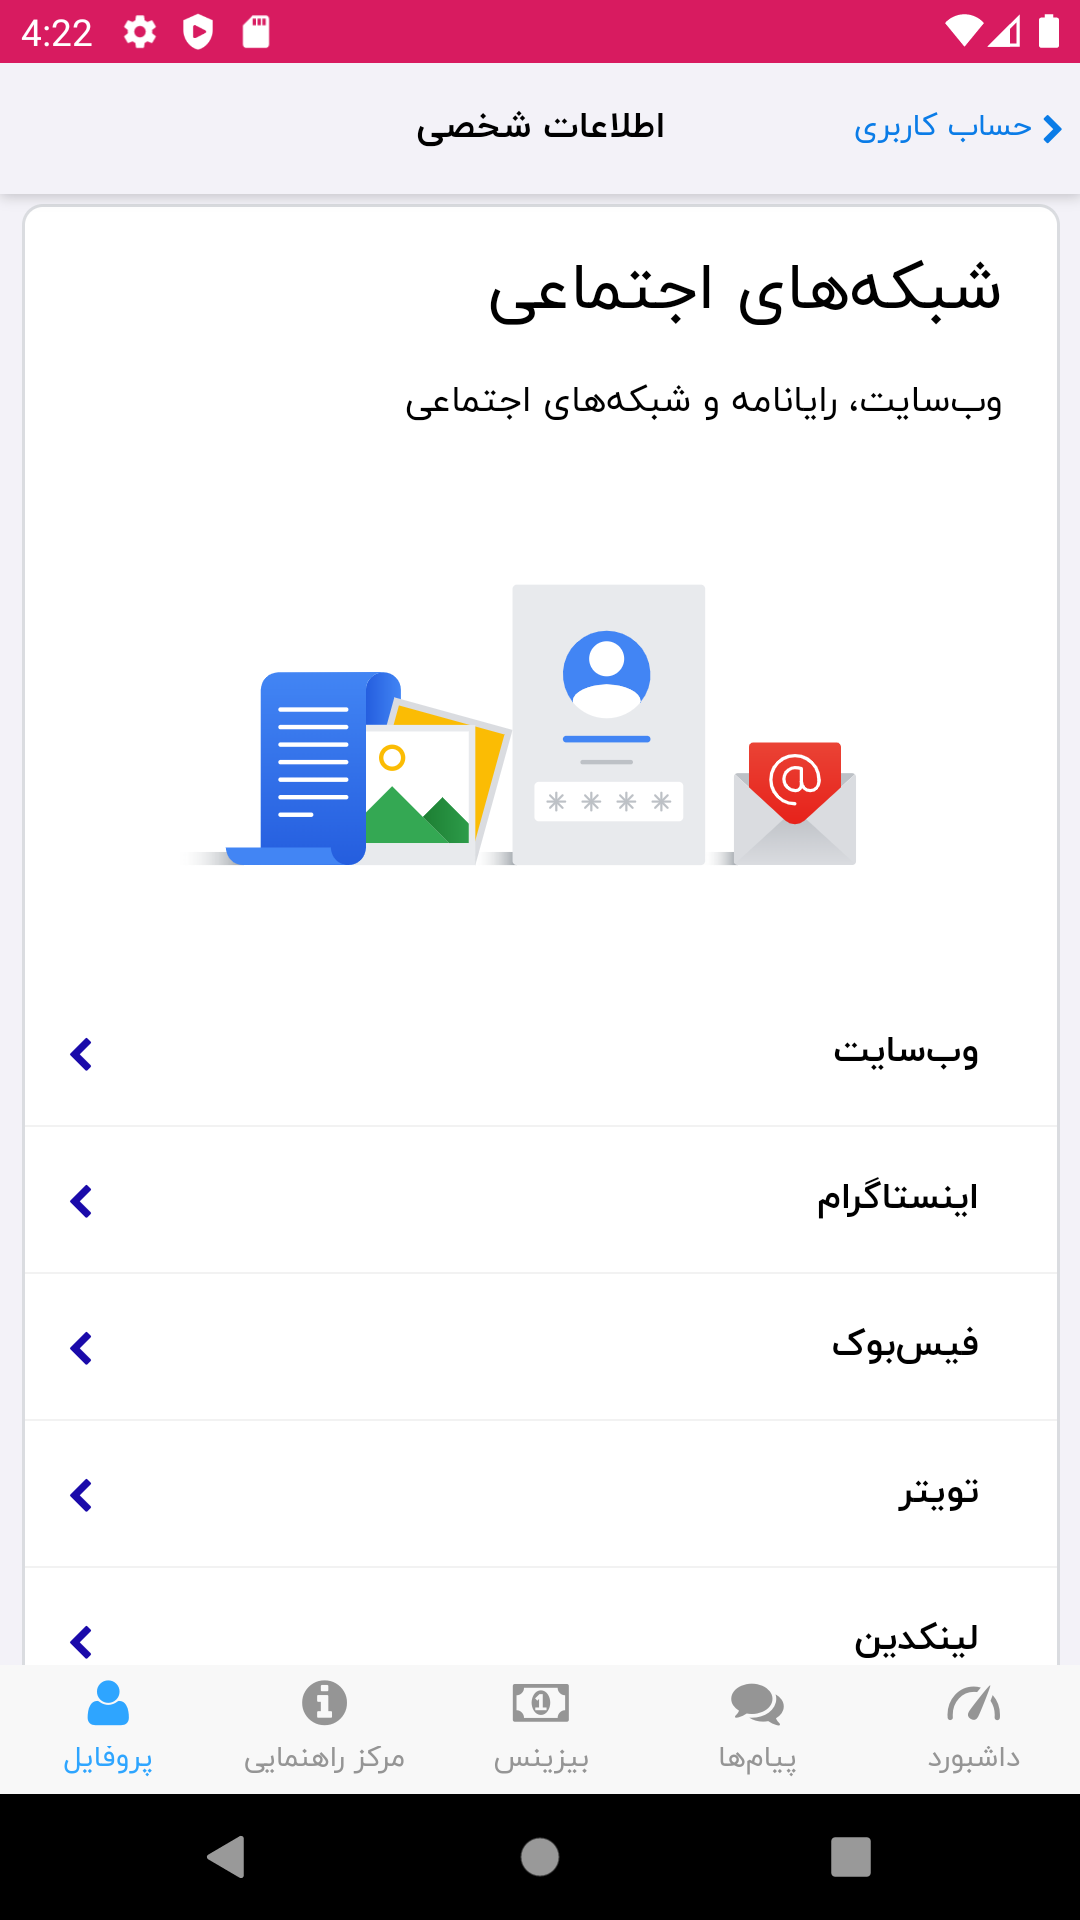 4:22
حساب کاربری
اطلاعات شخصی
شبکه‌های اجتماعی
وب‌سایت، رایانامه و شبکه‌های اجتماعی
وب‌سایت
اینستاگرام
فیس‌بوک
تویتر
لینکدین
داشبورد
پیام‌ها
بیزینس
مرکز راهنمایی
پروفایل